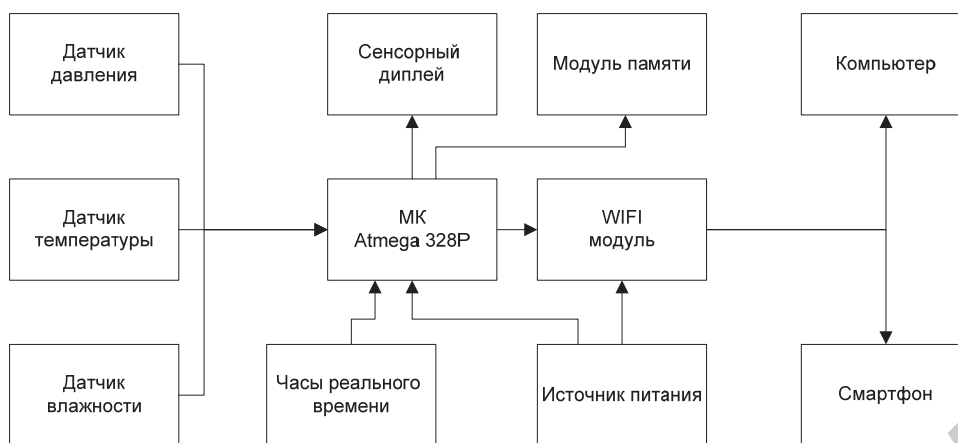 Датчик
давления
Сенсорный
диплей
Модуль памяти
Компьютер
Датчик
температуры
МК
Atmega 328P
WIFI
модуль
Датчик
влажности
Часы реального
времени
Источник питания
Смартфон